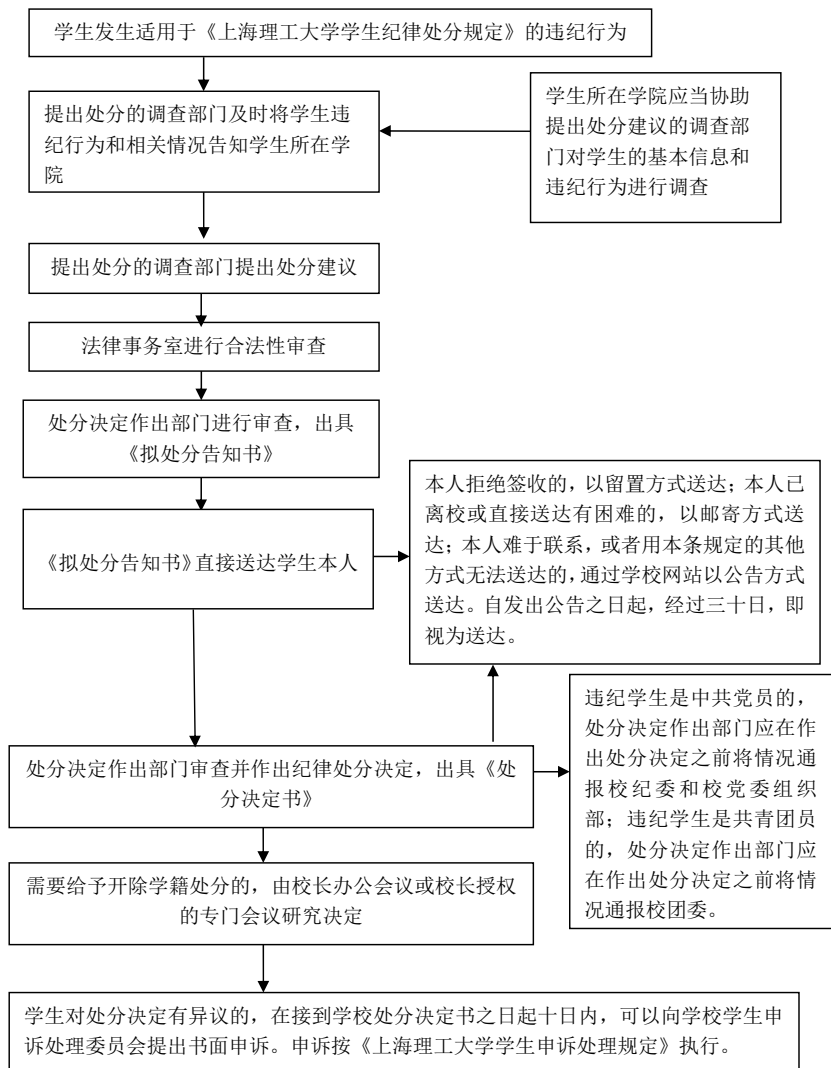 学生发生适用于《上海理工大学学生纪律处分规定》的违纪行为
提出处分的调查部门及时将学生违
纪行为和相关情况告知学生所在学
院
学生所在学院应当协助
提出处分建议的调查部
门对学生的基本信息和
违纪行为进行调查
提出处分的调查部门提出处分建议
法律事务室进行合法性审查
处分决定作出部门进行审查，出具
《拟处分告知书》
《拟处分告知书》直接送达学生本人
本人拒绝签收的，以留置方式送达；本人已
离校或直接送达有困难的，以邮寄方式送
达；本人难于联系，或者用本条规定的其他
方式无法送达的，通过学校网站以公告方式
送达。自发出公告之日起，经过三十日，即
视为送达。
处分决定作出部门审查并作出纪律处分决定，出具《处
分决定书》
违纪学生是中共党员的，
处分决定作出部门应在作
出处分决定之前将情况通
报校纪委和校党委组织
部；违纪学生是共青团员
的，处分决定作出部门应
在作出处分决定之前将情
况通报校团委。
需要给予开除学籍处分的，由校长办公会议或校长授权
的专门会议研究决定
学生对处分决定有异议的，在接到学校处分决定书之日起十日内，可以向学校学生申
诉处理委员会提出书面申诉。申诉按《上海理工大学学生申诉处理规定》执行。